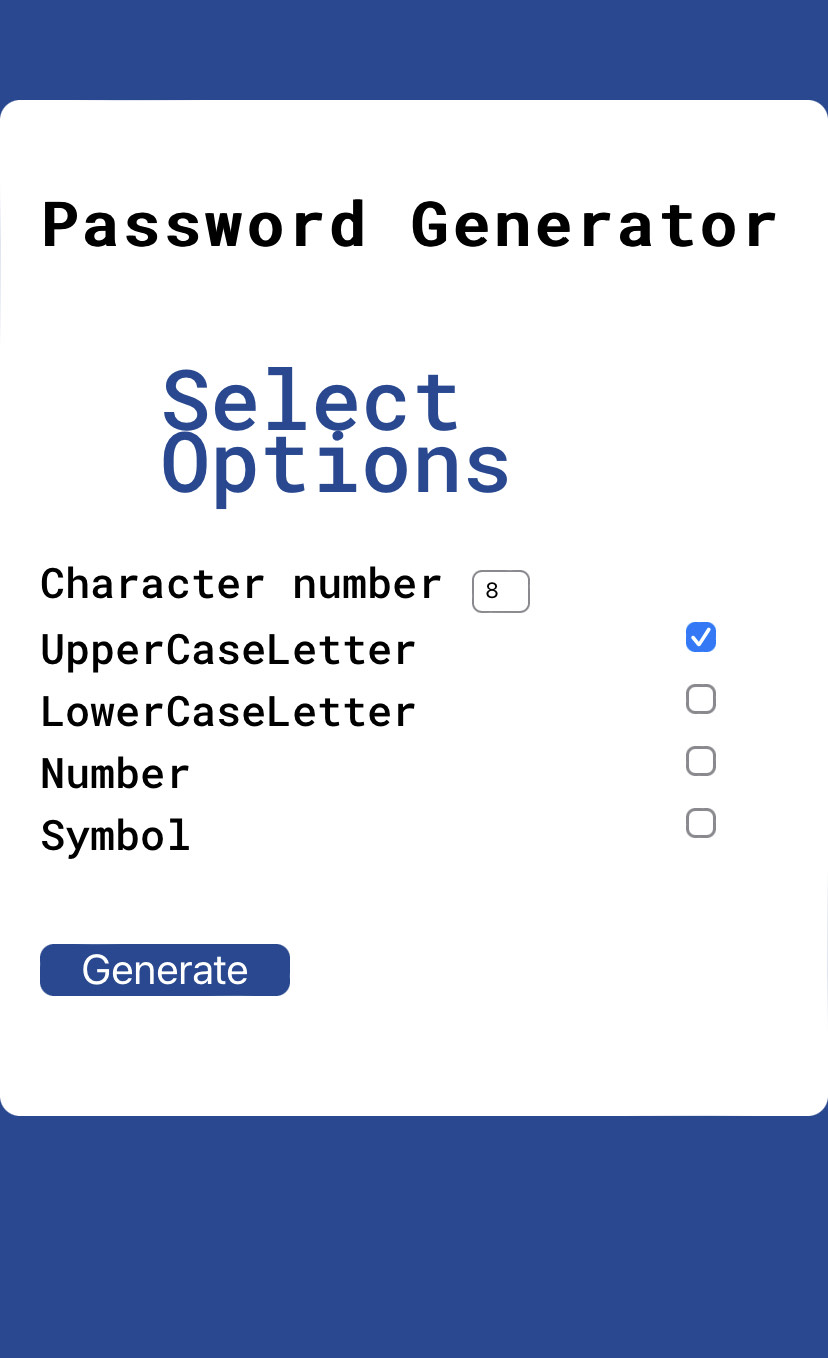 Password Generator
Select
Options
Character number 8
UpperCaseLetter
LowerCaseLetter
Number
Symbol
Generate